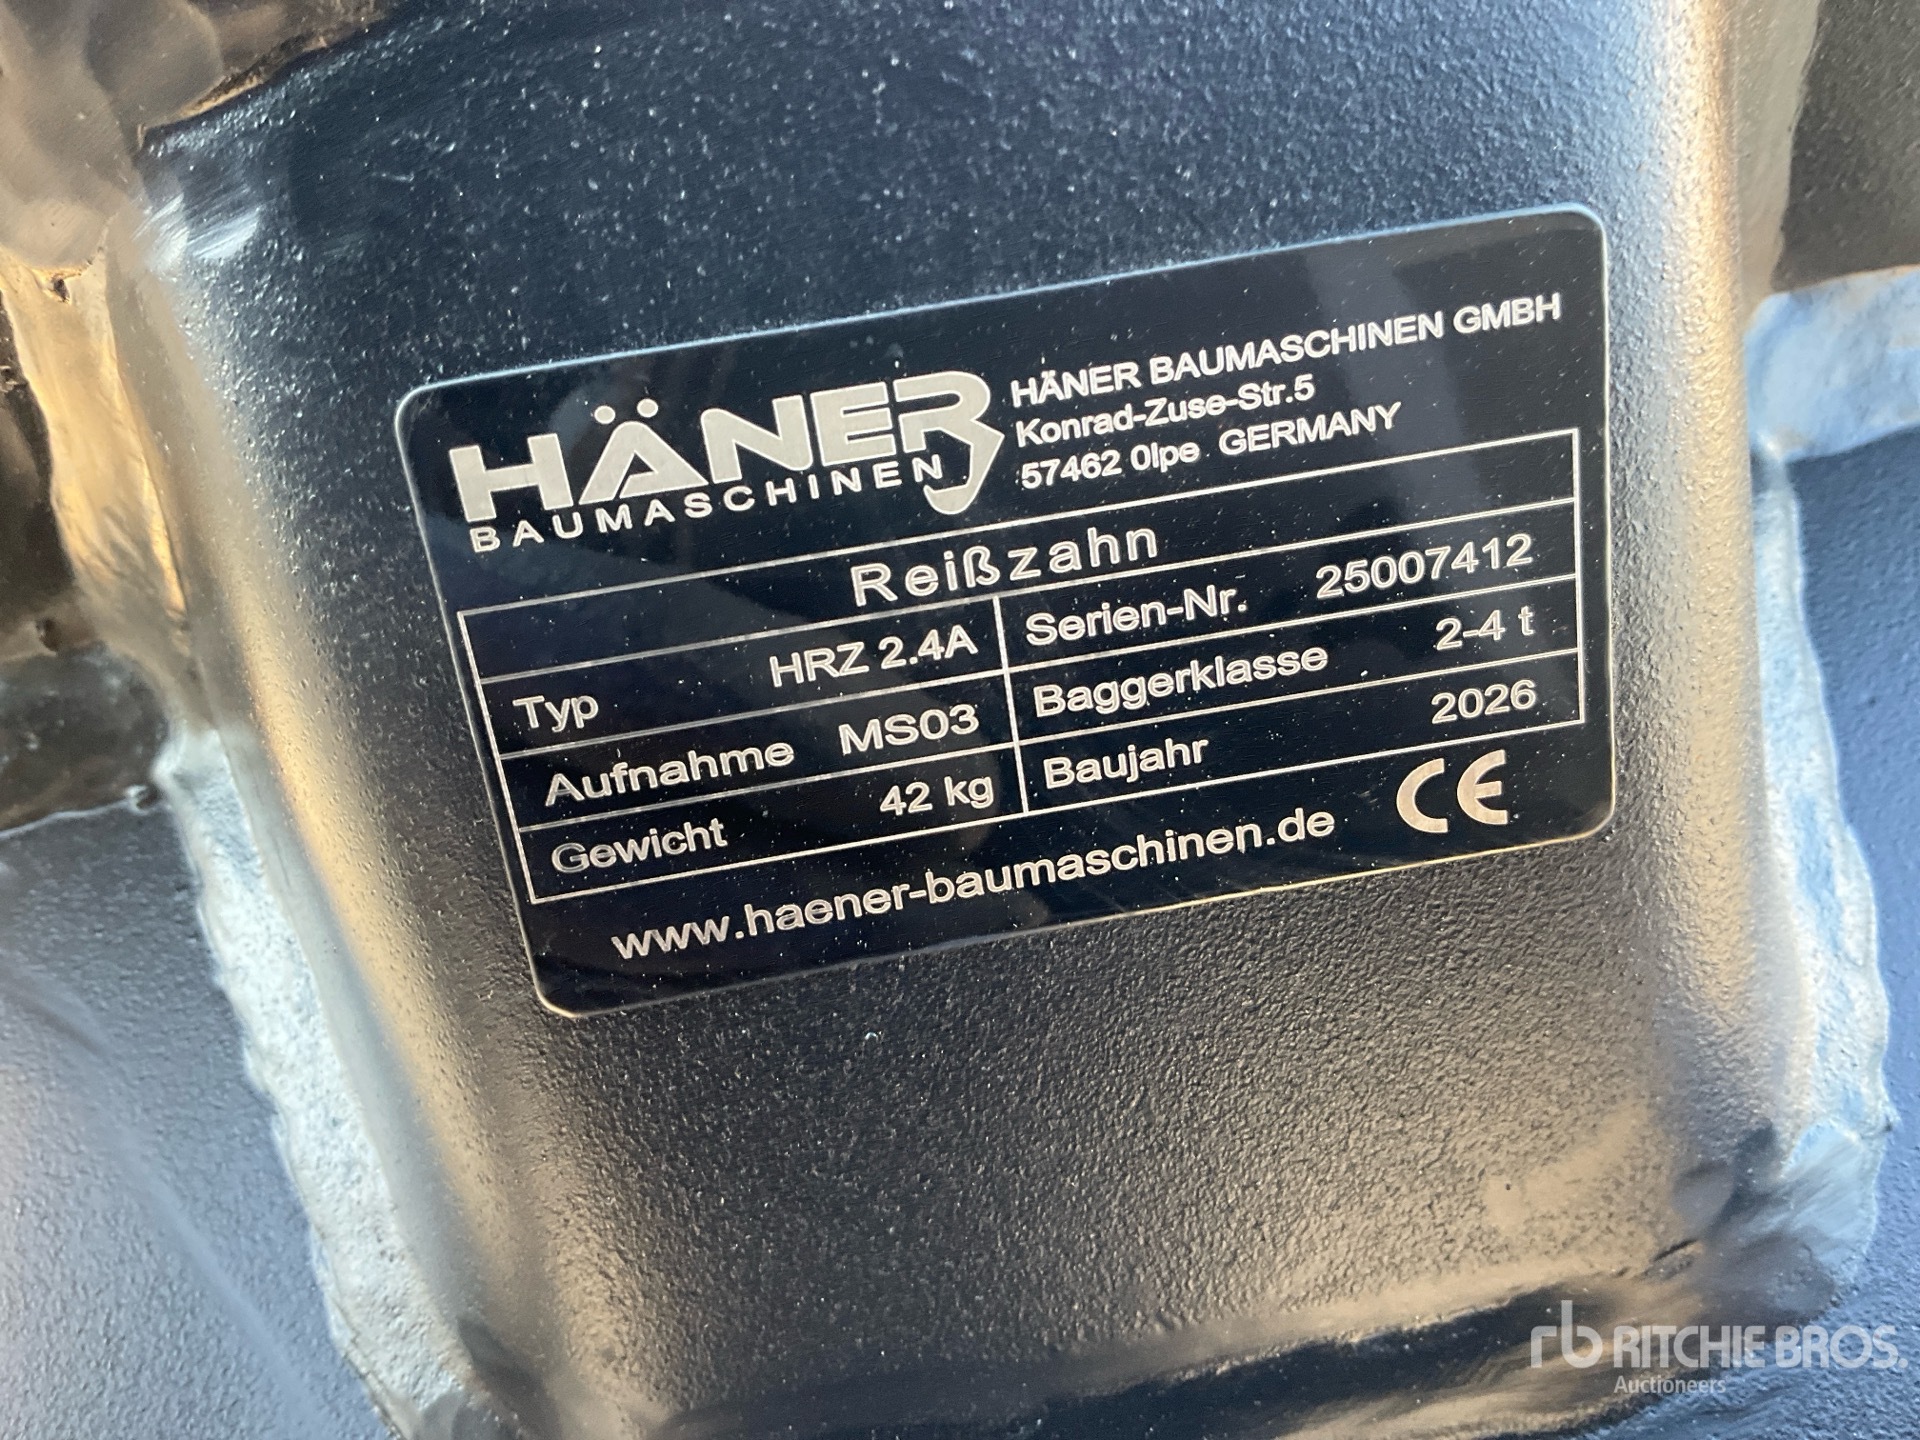 HÄNER
BAUMASCHINEN
HÄNER BAUMASCHINEN GMBH
Konrad-Zuse-Str.5
57462 Olpe GERMANY
Reißzahn
Typ HRZ 2.4A Serien-Nr. 25007412
Aufnahme MS03 Baggerklasse 2-4 t
Gewicht 42 kg Baujahr 2026
www.haener-baumaschinen.de CE
rb RITCHIE BROS.
Auctioneers